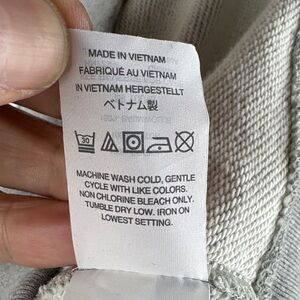 MADE IN VIETNAM
FABRIQUÉ AU VIETNAM
IN VIETNAM HERGESTELLT
ベトナム製
30
MACHINE WASH COLD, GENTLE
CYCLE WITH LIKE COLORS.
NON CHLORINE BLEACH ONLY.
TUMBLE DRY LOW. IRON ON
LOWEST SETTING.